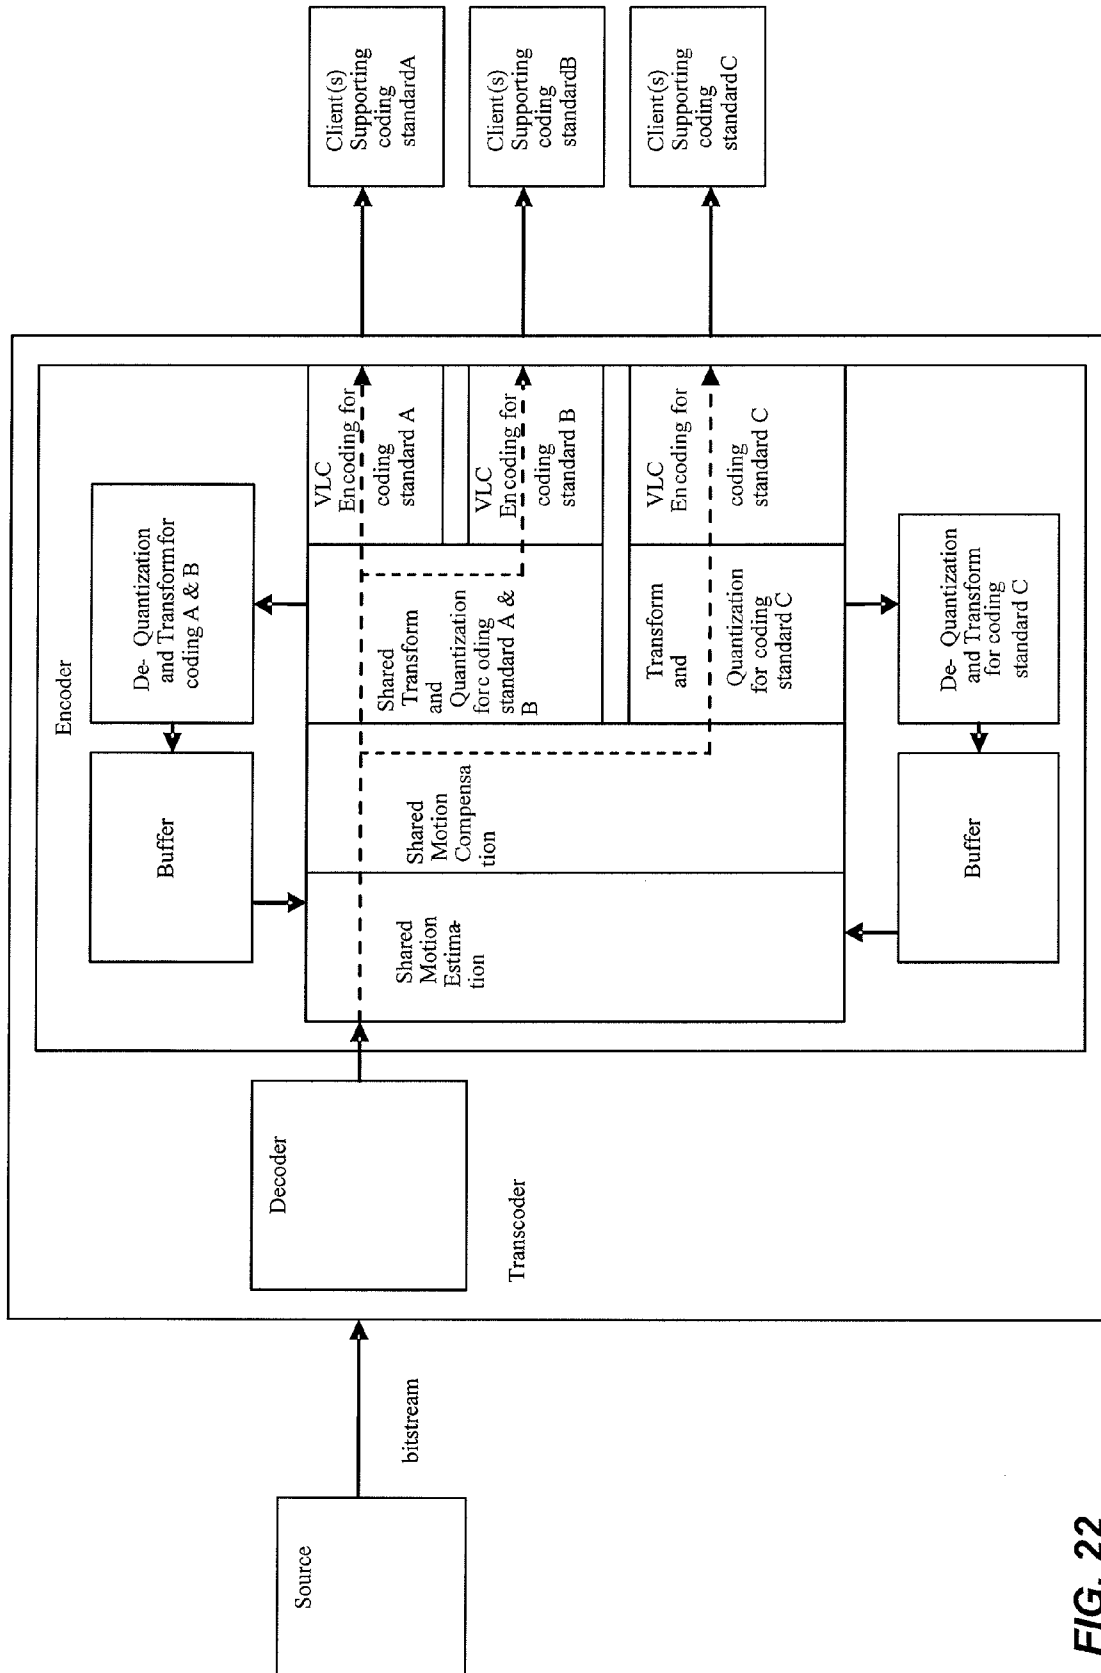 Source
bitstream
Transcoder
Decoder
Encoder
Buffer
De- Quantization
and Transform for
coding A & B
Shared
Motion
Estima-
tion
Shared
Motion
Compensa
tion
Shared
Transform
and
Quantization
forc oding
standard A &
B
Transform
and
Quantization
for coding
standard C
VLC
Encoding for
coding
standard A
VLC
Encoding for
coding
standard B
VLC
Encoding for
coding
standard C
Buffer
De- Quantization
and Transform
for coding
standard C
Client(s)
Supporting
coding
standardA
Client(s)
Supporting
coding
standardB
Client(s)
Supporting
coding
standardC
FIG. 22